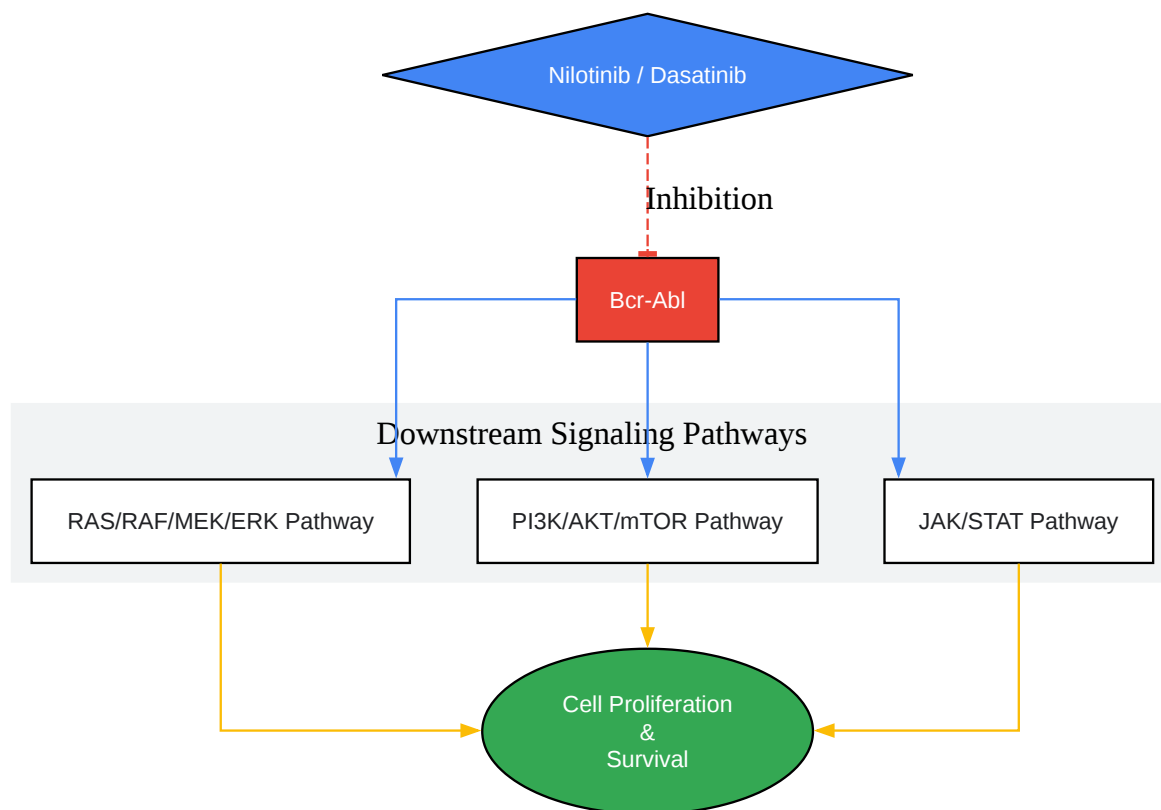 Nilotinib / Dasatinib
Inhibition
Bcr-Abl
Downstream Signaling Pathways
RAS/RAF/MEK/ERK Pathway
PI3K/AKT/mTOR Pathway
JAK/STAT Pathway
Cell Proliferation
&
Survival